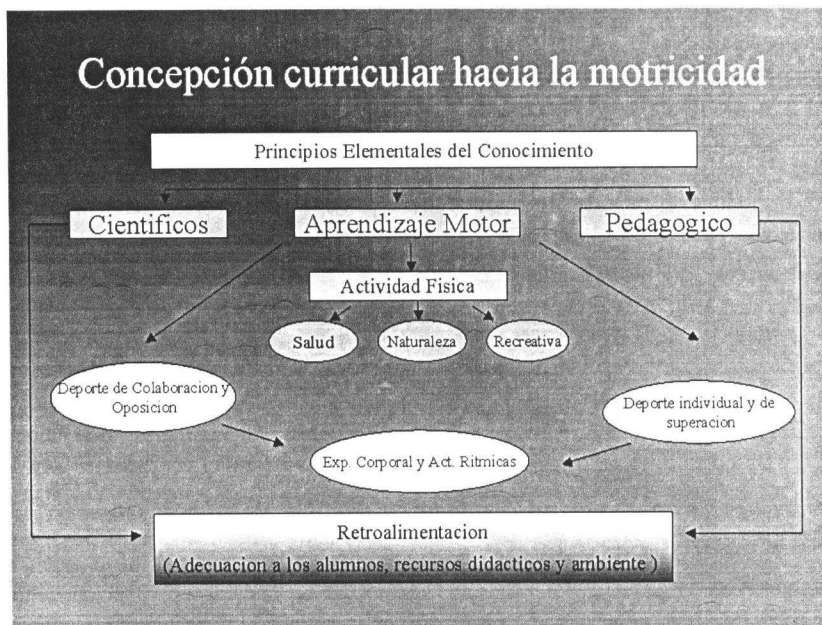 Concepción curricular hacia la motricidad
Principios Elementales del Conocimiento
Cientificos
Aprendizaje Motor
Pedagogico
Actividad Fisica
Salud
Naturaleza
Recreativa
Deporte de Colaboracion y
Oposicion
Deporte individual y de
superacion
Exp. Corporal y Act. Ritmicas
Retroalimentacion
(Adecuacion a los alumnos, recursos didacticos y ambiente )